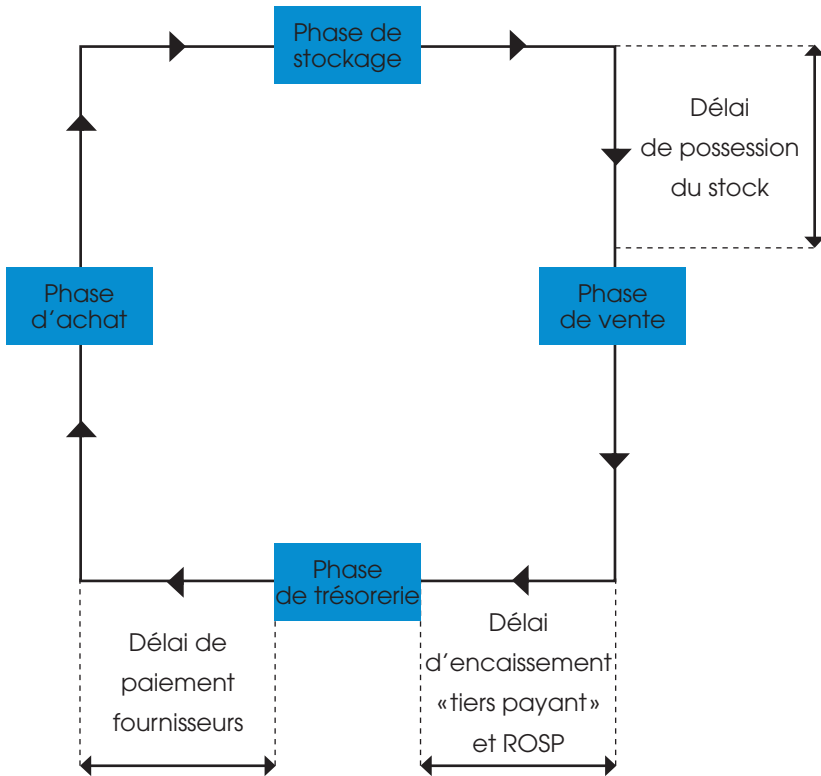 Phase de
stockage
Délai
de possession
du stock
Phase
d'achat
Phase
de vente
Phase
de trésorerie
Délai de
paiement
fournisseurs
Délai
d'encaissement
«tiers payant»
et ROSP